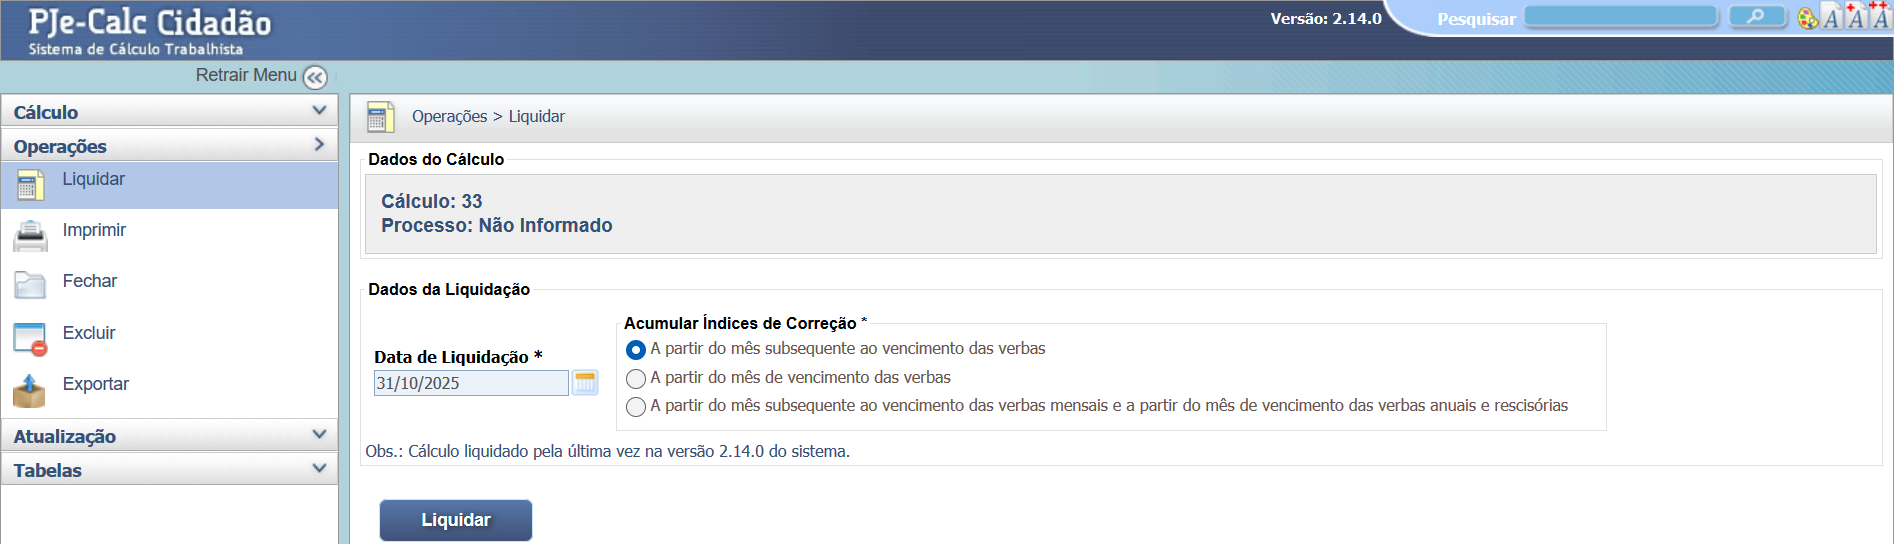 PJe-Calc Cidadão
Sistema de Cálculo Trabalhista
Versão: 2.14.0
Pesquisar
A A+ A++
Retrair Menu
Cálculo
Operações
Liquidar
Imprimir
Fechar
Excluir
Exportar
Atualização
Tabelas
Operações > Liquidar
Dados do Cálculo
Cálculo: 33
Processo: Não Informado
Dados da Liquidação
Data de Liquidação *
31/10/2025
Acumular Índices de Correção *
A partir do mês subsequente ao vencimento das verbas
A partir do mês de vencimento das verbas
A partir do mês subsequente ao vencimento das verbas mensais e a partir do mês de vencimento das verbas anuais e rescisórias
Obs.: Cálculo liquidado pela última vez na versão 2.14.0 do sistema.
Liquidar